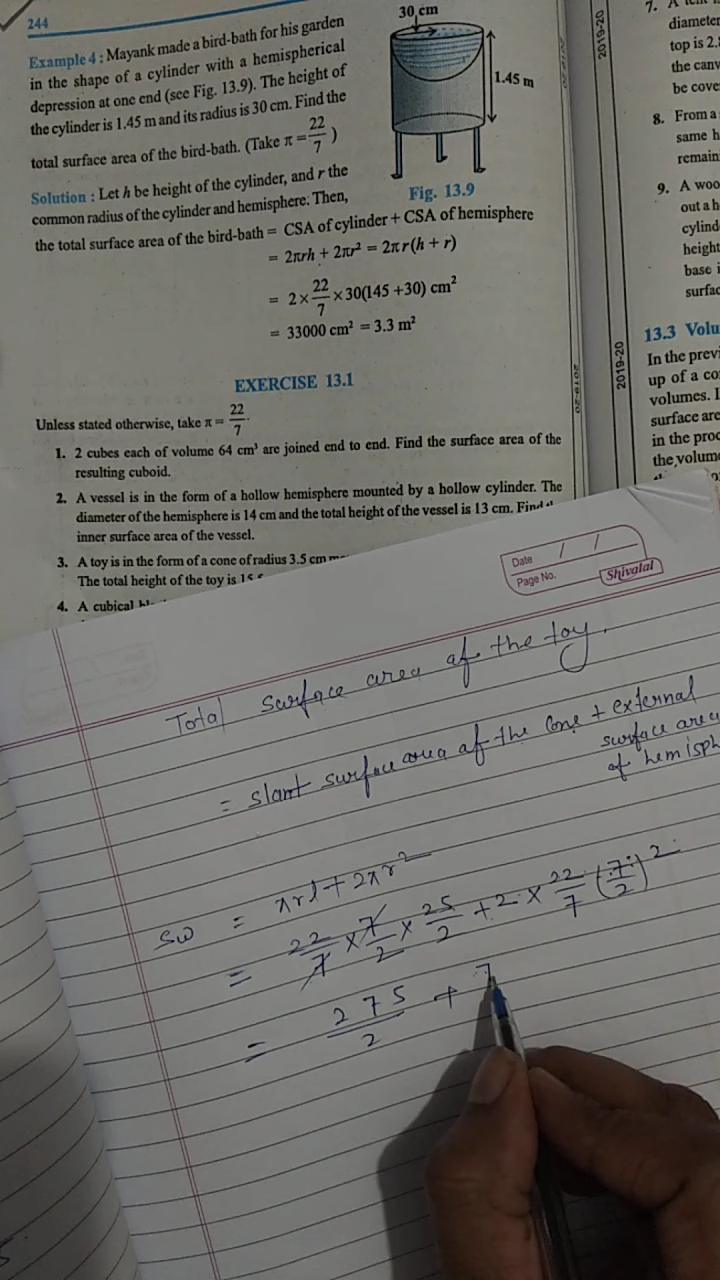 244
Example 4 : Mayank made a bird-bath for his garden
in the shape of a cylinder with a hemispherical
depression at one end (see Fig. 13.9). The height of
the cylinder is 1.45 m and its radius is 30 cm. Find the
total surface area of the bird-bath. (Take π = 22/7)
30 cm
1.45 m
Fig. 13.9
Solution : Let h be height of the cylinder, and r the
common radius of the cylinder and hemisphere. Then,
the total surface area of the bird-bath = CSA of cylinder + CSA of hemisphere
= 2πrh + 2πr² = 2πr(h + r)
= 2 × 22/7 × 30(145 +30) cm²
= 33000 cm² = 3.3 m²
EXERCISE 13.1
Unless stated otherwise, take π = 22/7.
1. 2 cubes each of volume 64 cm³ are joined end to end. Find the surface area of the
resulting cuboid.
2. A vessel is in the form of a hollow hemisphere mounted by a hollow cylinder. The
diameter of the hemisphere is 14 cm and the total height of the vessel is 13 cm. Find
inner surface area of the vessel.
3. A toy is in the form of a cone of radius 3.5 cm
The total height of the toy is 15
4. A cubical
2019-20
2019-20
2019-20
7. A
diameter
top is 2.
the canv
be cove
8. From a
same h
remain
9. A woo
out a h
cylind
height
base i
surfac
13.3 Volu
In the previ
up of a co
volumes. I
surface are
in the proc
the volume
Date / /
Page No.
Shivalal
Total surface area of the toy.
= slant surface area of the cone + external
surface area
of hemisph
SW = πrl + 2πr²
= 22/7 × 7/2 × 25/2 + 2 × 22/7 (7/2)²
= 275/2 + 7